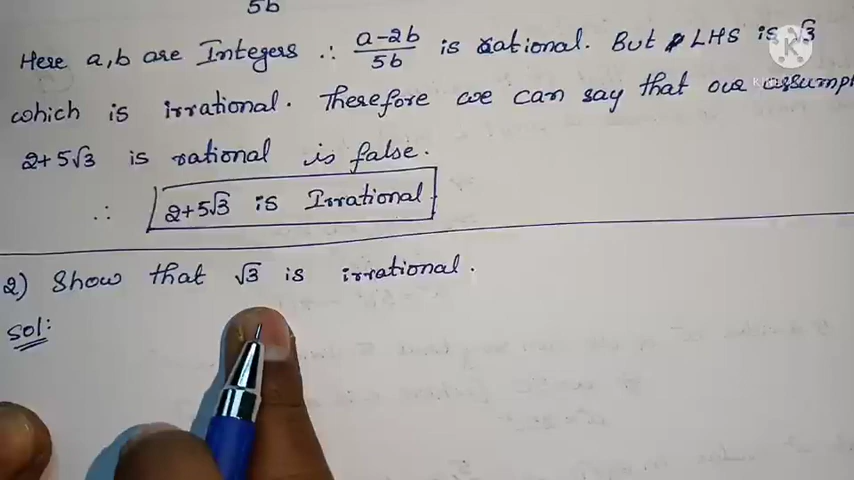 5b
Here a,b are Integers ∴ (a-2b)/5b is rational. But LHS is √3
which is irrational. Therefore we can say that our assumpt
2+5√3 is rational is false.
∴ 2+5√3 is Irrational
2) Show that √3 is irrational.
Sol: